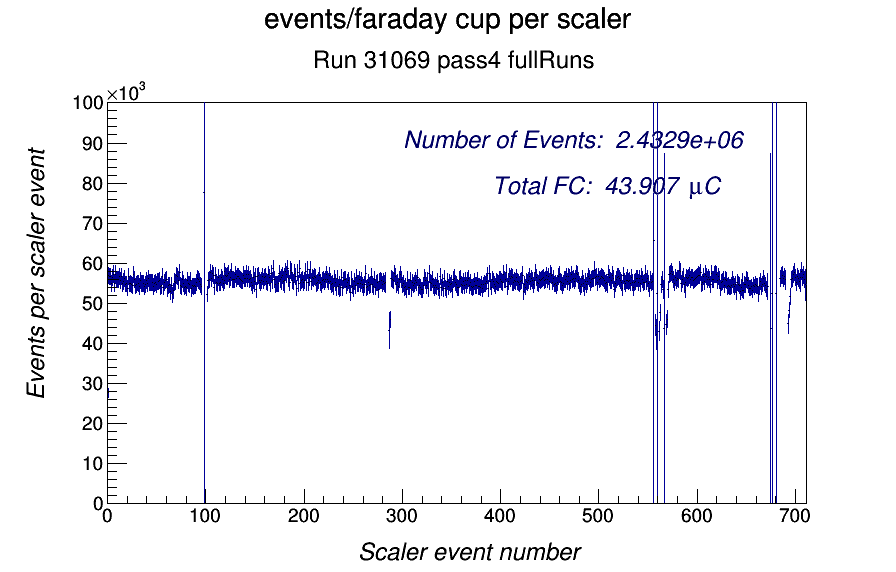 events/faraday cup per scaler
Run 31069 pass4 fullRuns
×10³
Number of Events: 2.4329e+06
Total FC: 43.907 μC
Events per scaler event
100
90
80
70
60
50
40
30
20
10
0
0 100 200 300 400 500 600 700
Scaler event number